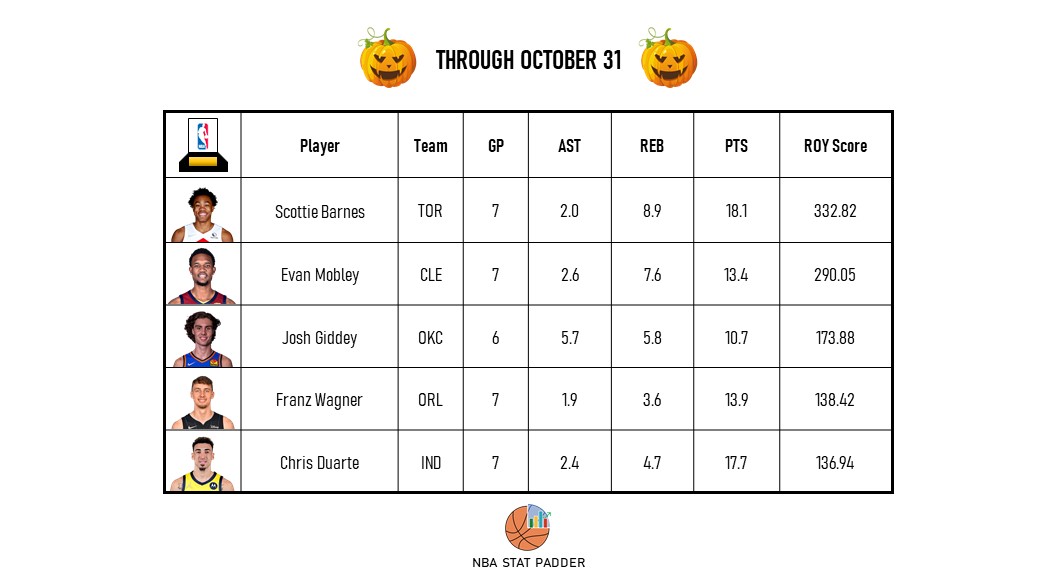 THROUGH OCTOBER 31
Player Team GP AST REB PTS ROY Score
Scottie Barnes TOR 7 2.0 8.9 18.1 332.82
Evan Mobley CLE 7 2.6 7.6 13.4 290.05
Josh Giddey OKC 6 5.7 5.8 10.7 173.88
Franz Wagner ORL 7 1.9 3.6 13.9 138.42
Chris Duarte IND 7 2.4 4.7 17.7 136.94
NBA STAT PADDER